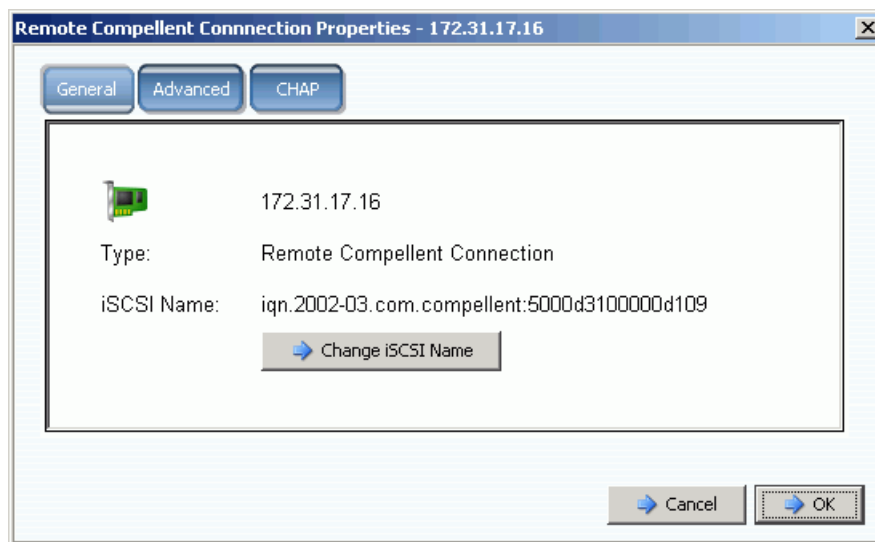 Remote Compellent Connnection Properties - 172.31.17.16
General Advanced CHAP
172.31.17.16
Type: Remote Compellent Connection
iSCSI Name: iqn.2002-03.com.compellent:5000d3100000d109
Change iSCSI Name
Cancel OK